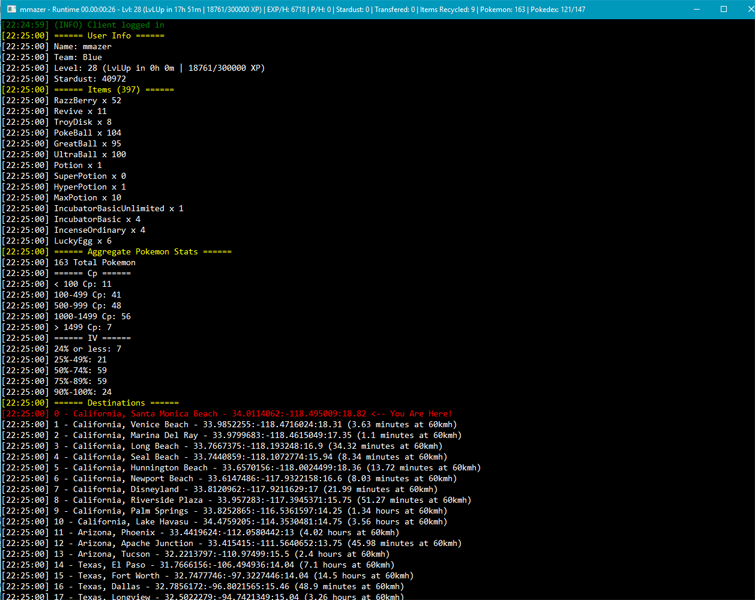 mmazer - Runtime 00.00:00:26 - Lvl: 28 (LvLUp in 17h 51m | 18761/300000 XP) | EXP/H: 6718 | P/H: 0 | Stardust: 0 | Transfered: 0 | Items Recycled: 9 | Pokemon: 163 | Pokedex: 121/147
[22:24:59] (INFO) Client logged in
[22:25:00] ====== User Info ======
[22:25:00] Name: mmazer
[22:25:00] Team: Blue
[22:25:00] Level: 28 (LvLUp in 0h 0m | 18761/300000 XP)
[22:25:00] Stardust: 40972
[22:25:00] ====== Items (397) ======
[22:25:00] RazzBerry x 52
[22:25:00] Revive x 11
[22:25:00] TroyDisk x 8
[22:25:00] PokeBall x 104
[22:25:00] GreatBall x 95
[22:25:00] UltraBall x 100
[22:25:00] Potion x 1
[22:25:00] SuperPotion x 0
[22:25:00] HyperPotion x 1
[22:25:00] MaxPotion x 10
[22:25:00] IncubatorBasicUnlimited x 1
[22:25:00] IncubatorBasic x 4
[22:25:00] IncenseOrdinary x 4
[22:25:00] LuckyEgg x 6
[22:25:00] ====== Aggregate Pokemon Stats ======
[22:25:00] 163 Total Pokemon
[22:25:00] ====== Cp ======
[22:25:00] < 100 Cp: 11
[22:25:00] 100-499 Cp: 41
[22:25:00] 500-999 Cp: 48
[22:25:00] 1000-1499 Cp: 56
[22:25:00] > 1499 Cp: 7
[22:25:00] ====== IV ======
[22:25:00] 24% or less: 7
[22:25:00] 25%-49%: 21
[22:25:00] 50%-74%: 59
[22:25:00] 75%-89%: 59
[22:25:00] 90%-100%: 24
[22:25:00] ====== Destinations ======
[22:25:00] 0 - California, Santa Monica Beach - 34.0114062:-118.495009:18.82 <-- You Are Here!
[22:25:00] 1 - California, Venice Beach - 33.9852255:-118.4716024:18.31 (3.63 minutes at 60kmh)
[22:25:00] 2 - California, Marina Del Ray - 33.9799683:-118.4615049:17.35 (1.1 minutes at 60kmh)
[22:25:00] 3 - California, Long Beach - 33.7667375:-118.193248:16.9 (34.32 minutes at 60kmh)
[22:25:00] 4 - California, Seal Beach - 33.7440859:-118.1072774:15.94 (8.34 minutes at 60kmh)
[22:25:00] 5 - California, Hunnington Beach - 33.6570156:-118.0024499:18.36 (13.72 minutes at 60kmh)
[22:25:00] 6 - California, Newport Beach - 33.6147486:-117.9322158:16.6 (8.03 minutes at 60kmh)
[22:25:00] 7 - California, Disneyland - 33.8120962:-117.9211629:17 (21.99 minutes at 60kmh)
[22:25:00] 8 - California, Riverside Plaza - 33.957283:-117.3945371:15.75 (51.27 minutes at 60kmh)
[22:25:00] 9 - California, Palm Springs - 33.8252865:-116.5361597:14.25 (1.34 hours at 60kmh)
[22:25:00] 10 - California, Lake Havasu - 34.4759205:-114.3530481:14.75 (3.56 hours at 60kmh)
[22:25:00] 11 - Arizona, Phoenix - 33.4419624:-112.0580442:13 (4.02 hours at 60kmh)
[22:25:00] 12 - Arizona, Apache Junction - 33.415415:-111.5640652:13.75 (45.98 minutes at 60kmh)
[22:25:00] 13 - Arizona, Tucson - 32.2213797:-110.97499:15.5 (2.4 hours at 60kmh)
[22:25:00] 14 - Texas, El Paso - 31.7666156:-106.494936:14.04 (7.1 hours at 60kmh)
[22:25:00] 15 - Texas, Fort Worth - 32.7477746:-97.3227446:14.04 (14.5 hours at 60kmh)
[22:25:00] 16 - Texas, Dallas - 32.7856172:-96.8021565:15.46 (48.9 minutes at 60kmh)
[22:25:00] 17 - Texas, Longview - 32.5022279:-94.7421349:15.04 (3.26 hours at 60kmh)